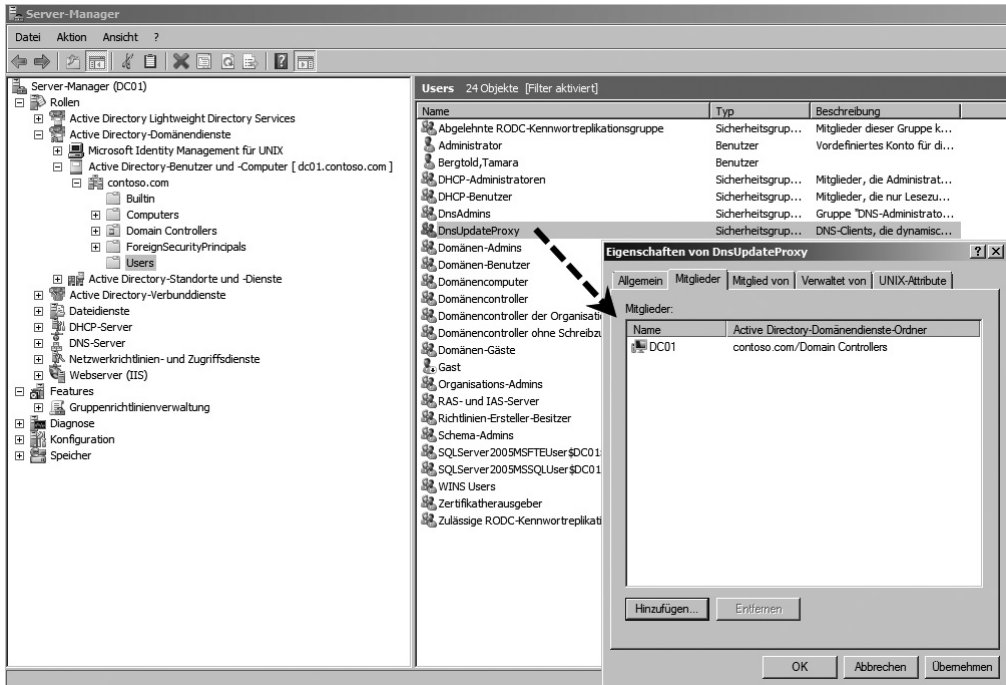 Server-Manager
Datei Aktion Ansicht ?
Server-Manager (DC01)
Rollen
Active Directory Lightweight Directory Services
Active Directory-Domänendienste
Microsoft Identity Management für UNIX
Active Directory-Benutzer und -Computer [ dc01.contoso.com ]
contoso.com
Builtin
Computers
Domain Controllers
ForeignSecurityPrincipals
Users
Active Directory-Standorte und -Dienste
Active Directory-Verbunddienste
Dateidienste
DHCP-Server
DNS-Server
Netzwerkrichtlinien- und Zugriffsdienste
Webserver (IIS)
Features
Gruppenrichtlinienverwaltung
Diagnose
Konfiguration
Speicher
Users 24 Objekte [Filter aktiviert]
Name Typ Beschreibung
Abgelehnte RODC-Kennwortreplikationsgruppe Sicherheitsgrup... Mitglieder dieser Gruppe k...
Administrator Benutzer Vordefiniertes Konto für di...
Bergtold,Tamara Benutzer
DHCP-Administratoren Sicherheitsgrup... Mitglieder, die Administrat...
DHCP-Benutzer Sicherheitsgrup... Mitglieder, die nur Lesezu...
DnsAdmins Sicherheitsgrup... Gruppe "DNS-Administrato...
DnsUpdateProxy Sicherheitsgrup... DNS-Clients, die dynamisc...
Domänen-Admins
Domänen-Benutzer
Domänencomputer
Domänencontroller
Domänencontroller der Organisati
Domänencontroller ohne Schreibzu
Domänen-Gäste
Gast
Organisations-Admins
RAS- und IAS-Server
Richtlinien-Ersteller-Besitzer
Schema-Admins
SQLServer2005MSFTEUser$DC01
SQLServer2005MSSQLUser$DC01
WINS Users
Zertifikatherausgeber
Zulässige RODC-Kennwortreplikati
Eigenschaften von DnsUpdateProxy ? X
Allgemein Mitglieder Mitglied von Verwaltet von UNIX-Attribute
Mitglieder:
Name Active Directory-Domänendienste-Ordner
DC01 contoso.com/Domain Controllers
Hinzufügen... Entfernen
OK Abbrechen Übernehmen